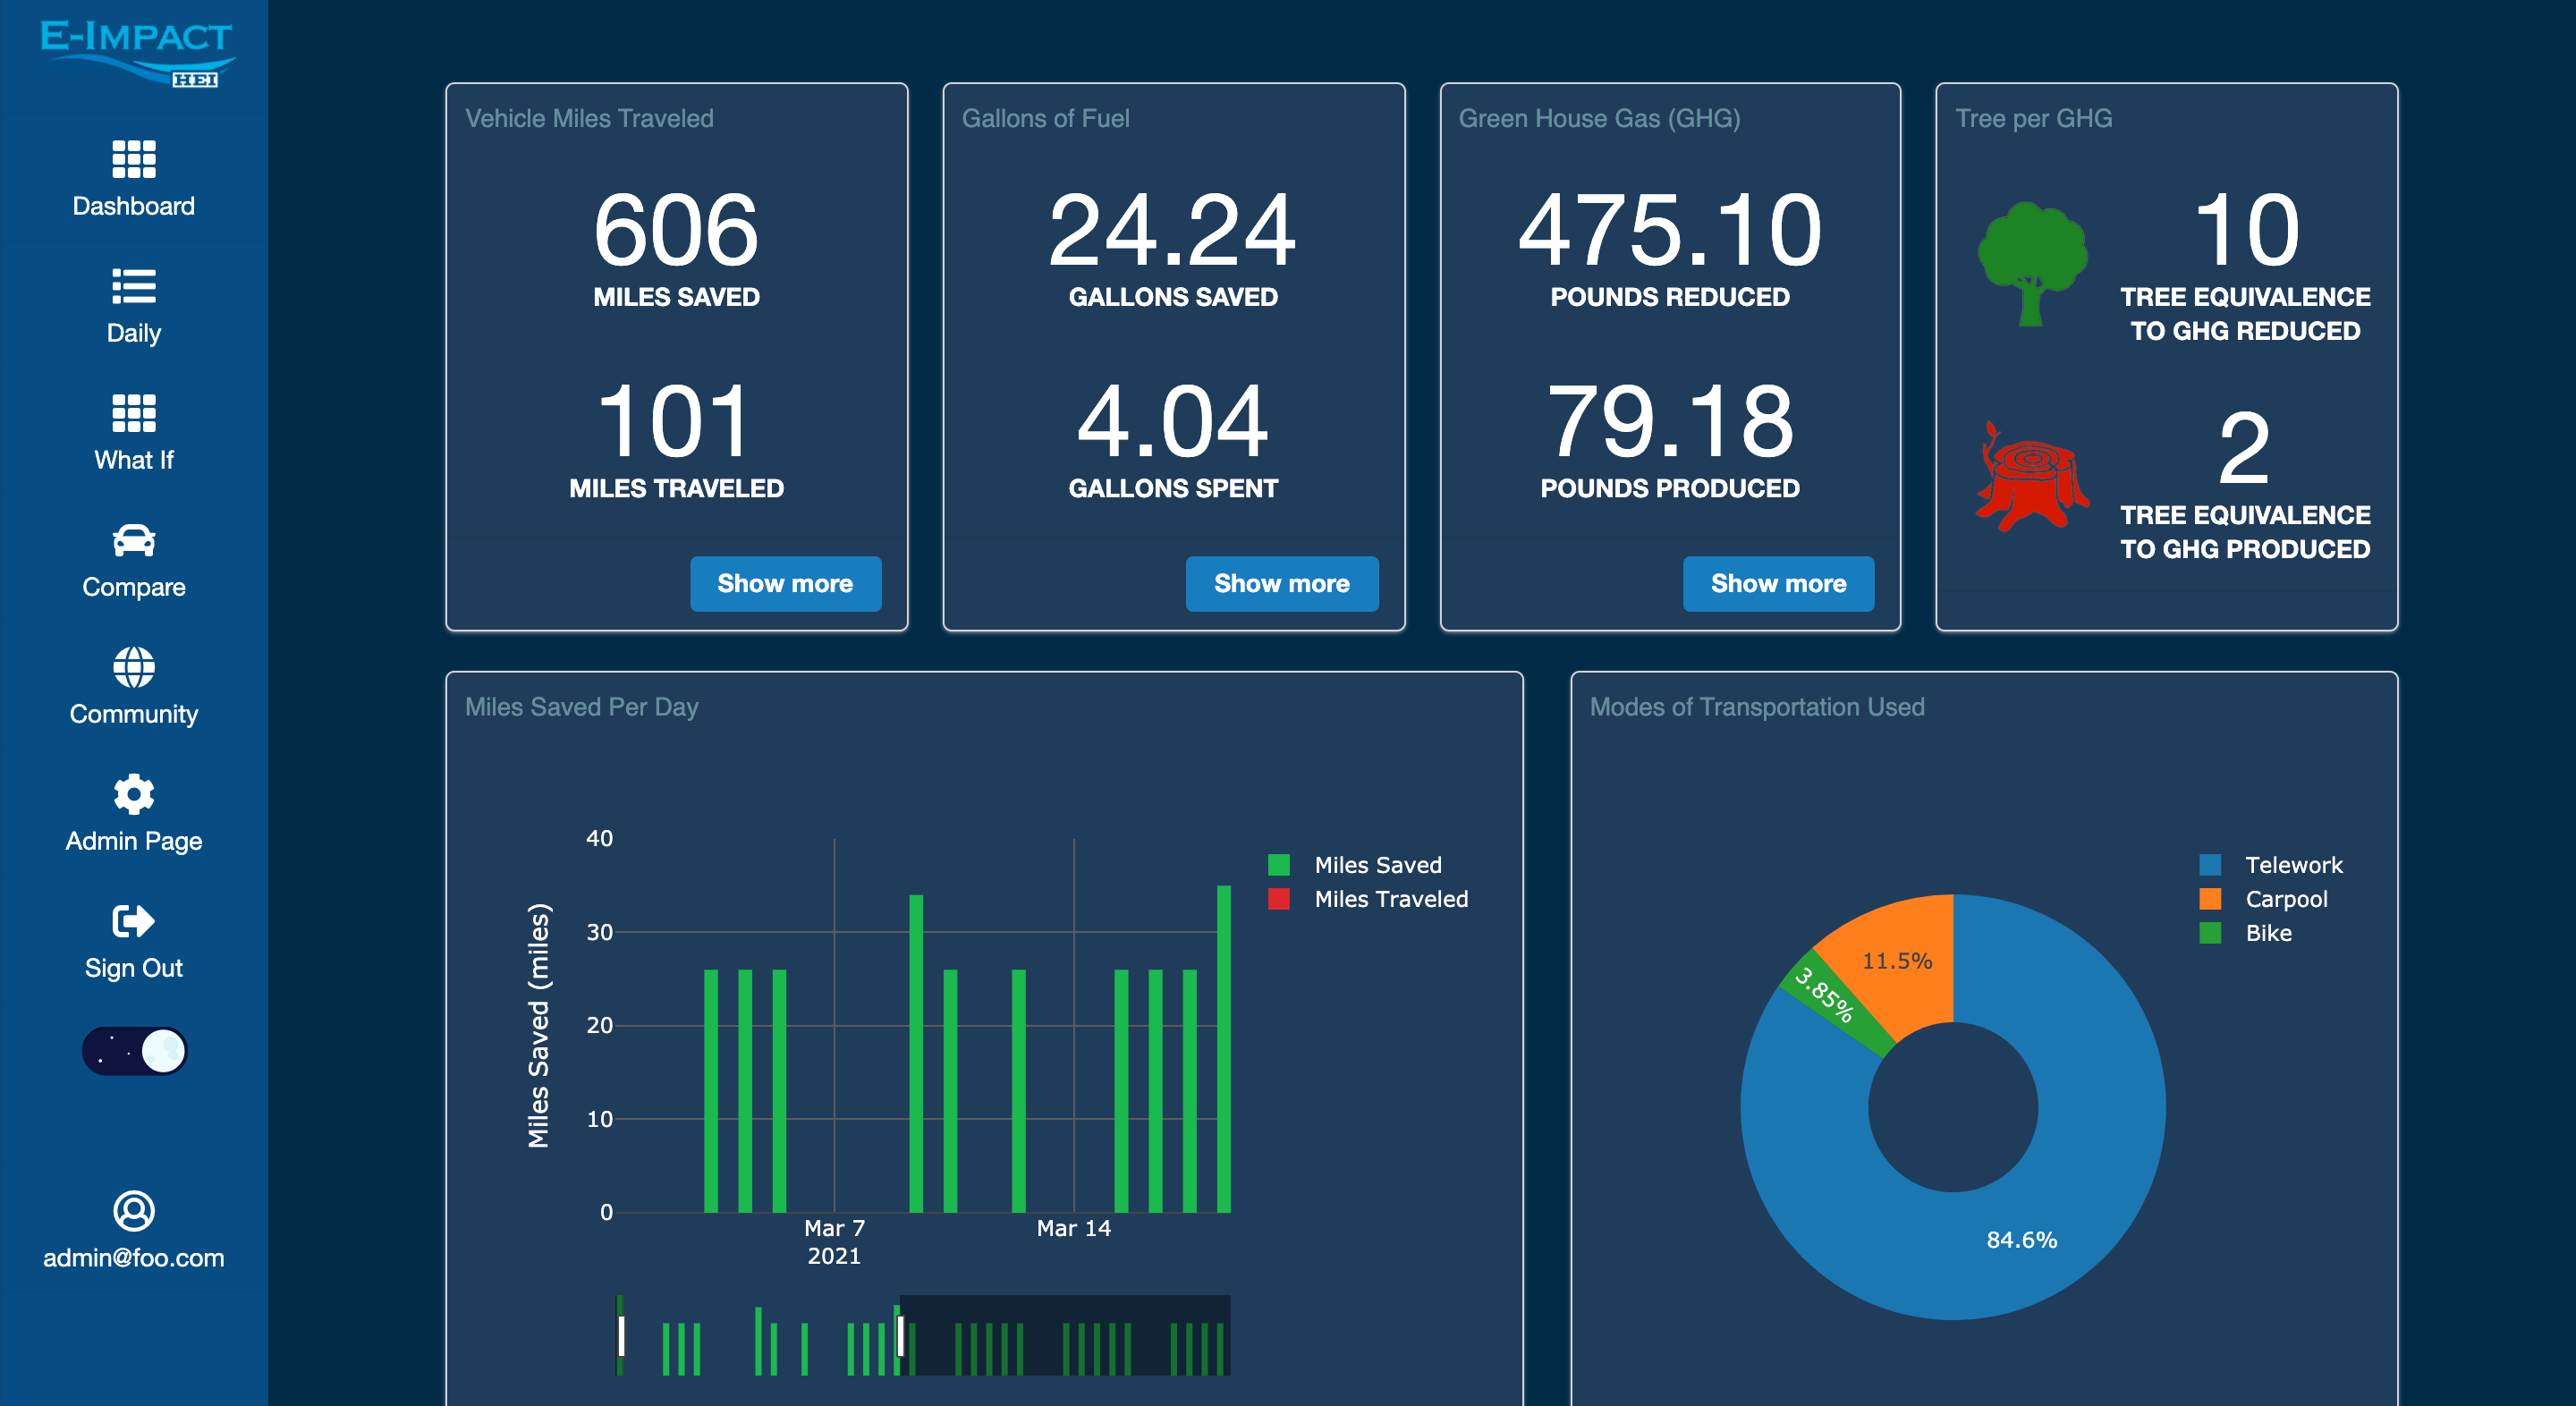 E-IMPACT
HEI
Dashboard
Daily
What If
Compare
Community
Admin Page
Sign Out
admin@foo.com
Vehicle Miles Traveled
606
MILES SAVED
101
MILES TRAVELED
Show more
Gallons of Fuel
24.24
GALLONS SAVED
4.04
GALLONS SPENT
Show more
Green House Gas (GHG)
475.10
POUNDS REDUCED
79.18
POUNDS PRODUCED
Show more
Tree per GHG
10
TREE EQUIVALENCE
TO GHG REDUCED
2
TREE EQUIVALENCE
TO GHG PRODUCED
Miles Saved Per Day
Miles Saved (miles)
40
30
20
10
0
Mar 7
2021
Mar 14
Miles Saved
Miles Traveled
Modes of Transportation Used
Telework
Carpool
Bike
11.5%
3.85%
84.6%